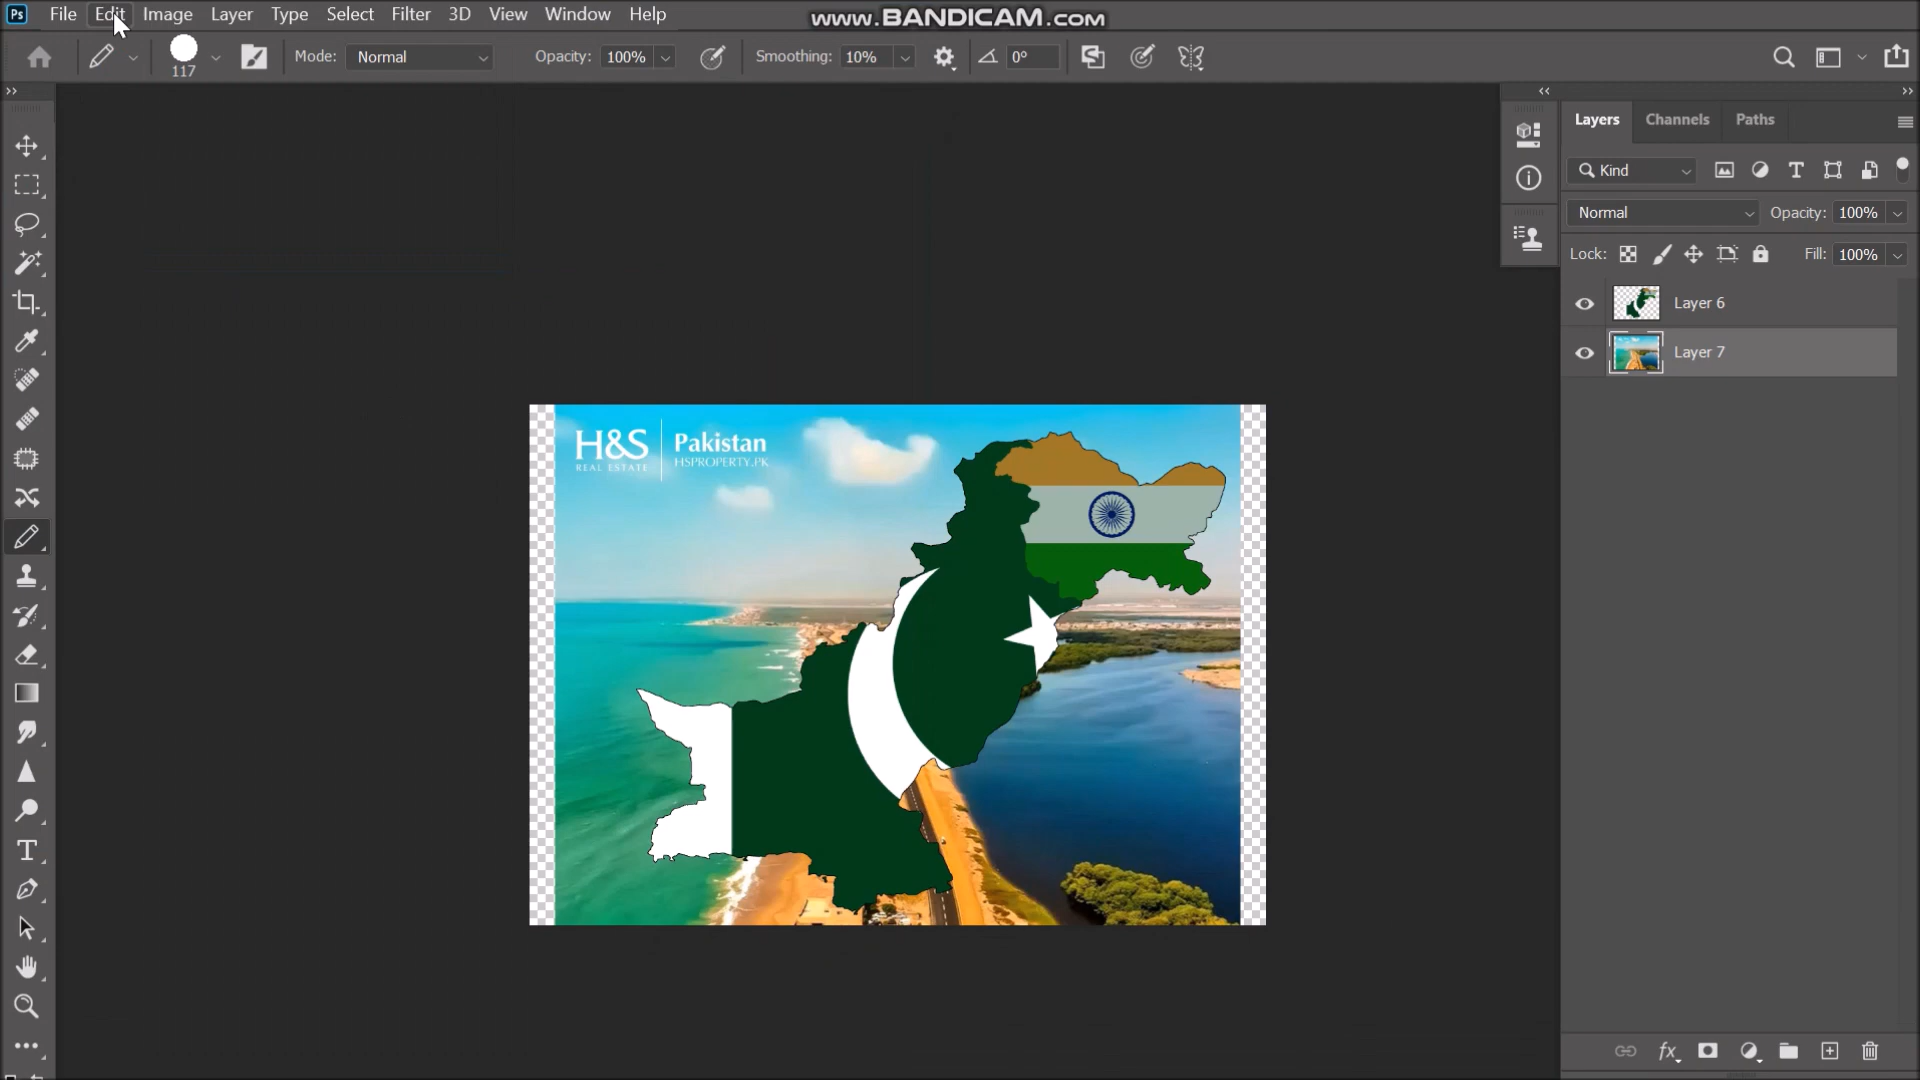 Ps File Edit Image Layer Type Select Filter 3D View Window Help
www.BANDICAM.com
117 Mode: Normal Opacity: 100% Smoothing: 10% 0°
Layers Channels Paths
Kind
Normal Opacity: 100%
Lock: Fill: 100%
Layer 6
Layer 7
H&S Pakistan
REAL ESTATE HSPROPERTY.PK
T